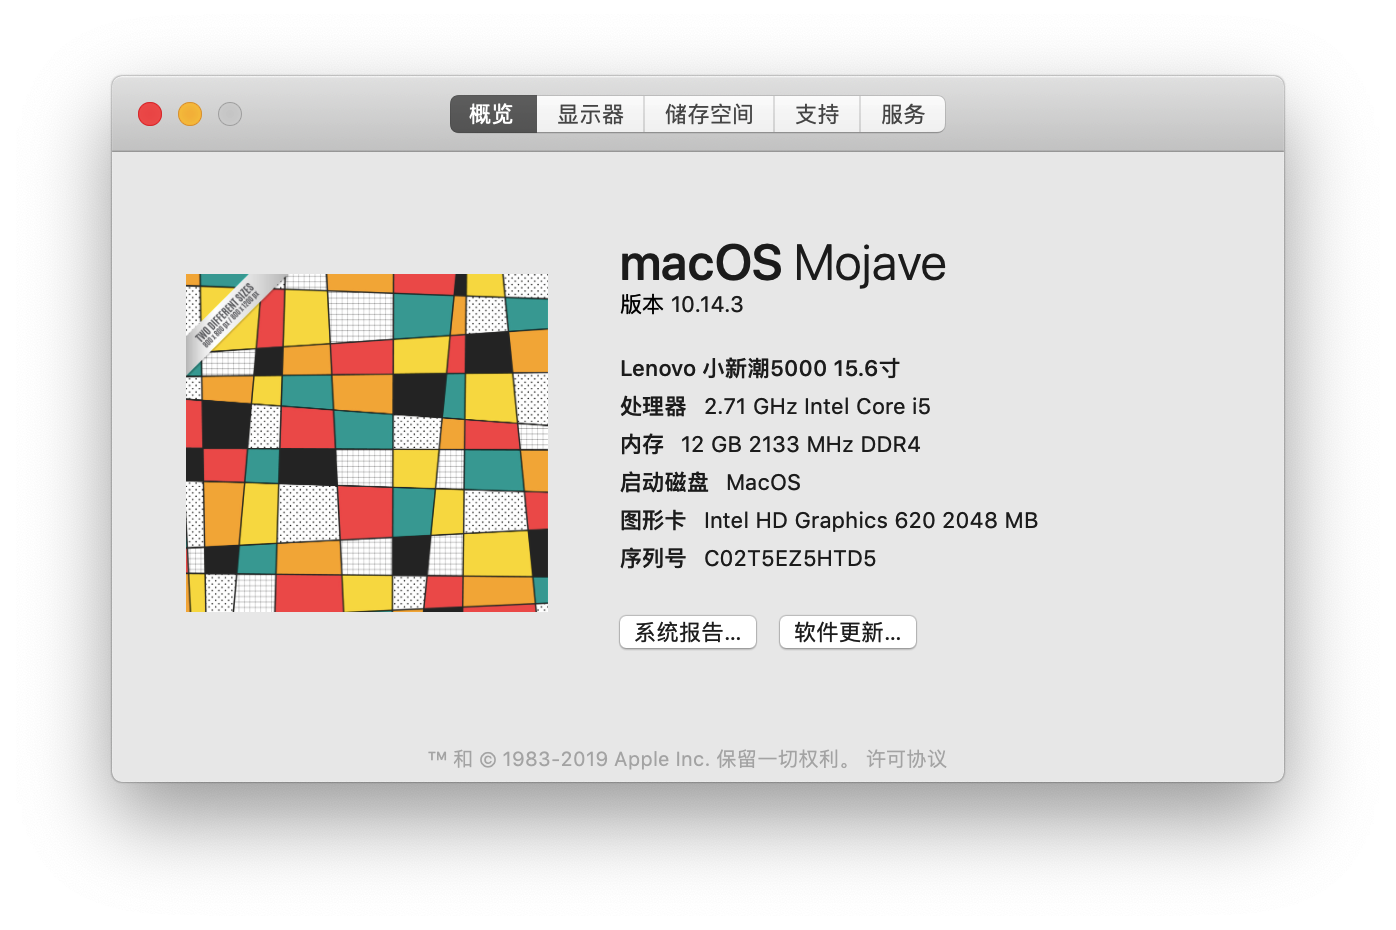 概览 显示器 储存空间 支持 服务
TWO DIFFERENT SIZES
macOS Mojave
版本 10.14.3
Lenovo 小新潮5000 15.6寸
处理器 2.71 GHz Intel Core i5
内存 12 GB 2133 MHz DDR4
启动磁盘 MacOS
图形卡 Intel HD Graphics 620 2048 MB
序列号 C02T5EZ5HTD5
系统报告... 软件更新...
™ 和 © 1983-2019 Apple Inc. 保留一切权利。 许可协议